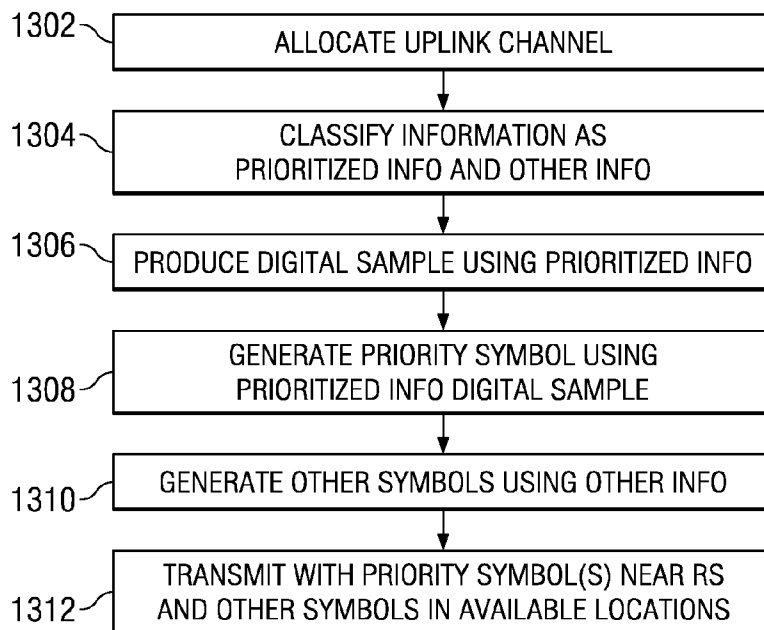 1302
ALLOCATE UPLINK CHANNEL
1304
CLASSIFY INFORMATION AS
PRIORITIZED INFO AND OTHER INFO
1306
PRODUCE DIGITAL SAMPLE USING PRIORITIZED INFO
1308
GENERATE PRIORITY SYMBOL USING
PRIORITIZED INFO DIGITAL SAMPLE
1310
GENERATE OTHER SYMBOLS USING OTHER INFO
1312
TRANSMIT WITH PRIORITY SYMBOL(S) NEAR RS
AND OTHER SYMBOLS IN AVAILABLE LOCATIONS